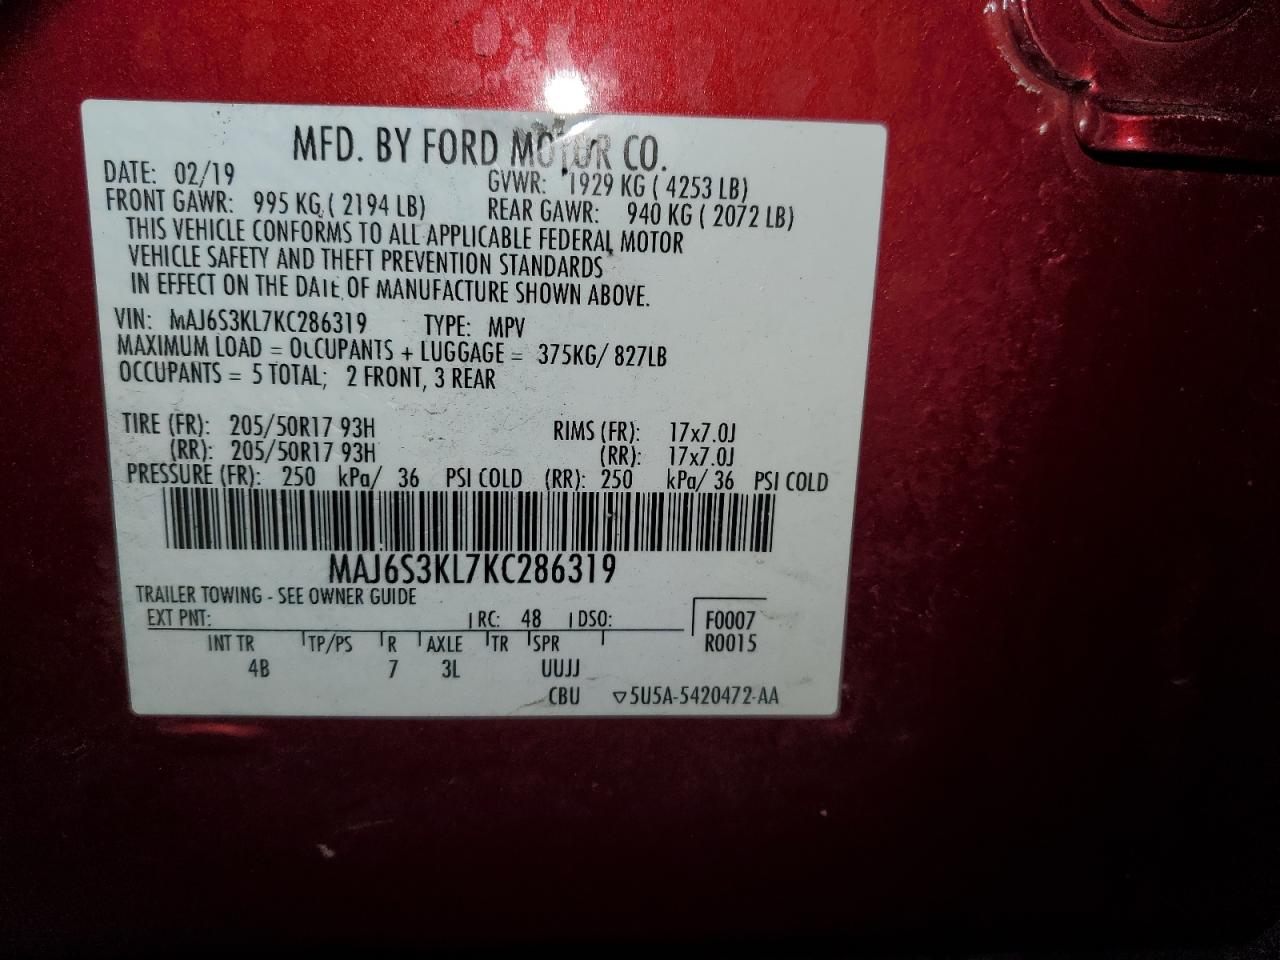 MFD. BY FORD MOTOR CO.
DATE: 02/19 GVWR: 1929 KG ( 4253 LB)
FRONT GAWR: 995 KG ( 2194 LB) REAR GAWR: 940 KG ( 2072 LB)
THIS VEHICLE CONFORMS TO ALL APPLICABLE FEDERAL MOTOR
VEHICLE SAFETY AND THEFT PREVENTION STANDARDS
IN EFFECT ON THE DATE OF MANUFACTURE SHOWN ABOVE.
VIN: MAJ6S3KL7KC286319 TYPE: MPV
MAXIMUM LOAD = OCCUPANTS + LUGGAGE = 375KG/ 827LB
OCCUPANTS = 5 TOTAL; 2 FRONT, 3 REAR
TIRE (FR): 205/50R17 93H RIMS (FR): 17x7.0J
(RR): 205/50R17 93H (RR): 17x7.0J
PRESSURE (FR): 250 kPa/ 36 PSI COLD (RR): 250 kPa/ 36 PSI COLD
MAJ6S3KL7KC286319
TRAILER TOWING - SEE OWNER GUIDE
EXT PNT: RC: 48 DSO: F0007
INT TR TP/PS R AXLE TR SPR R0015
4B 7 3L UUJJ
CBU ▽5U5A-5420472-AA